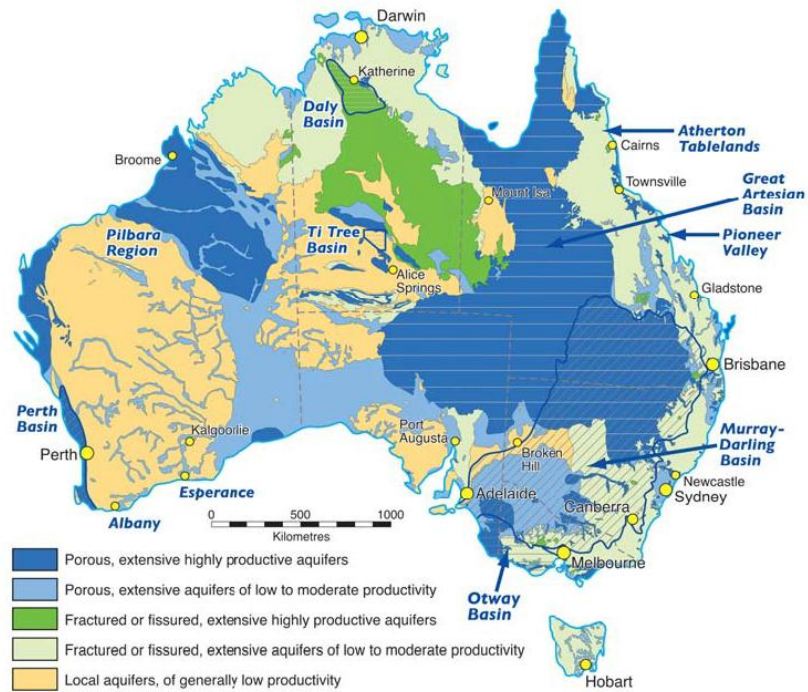 Darwin
Katherine
Daly
Basin
Broome
Cairns
Atherton
Tablelands
Townsville
Mount Isa
Great
Artesian
Basin
Pilbara
Region
Ti Tree
Basin
Pioneer
Valley
Alice
Springs
Gladstone
Brisbane
Perth
Basin
Kalgoorlie
Port
Augusta
Broken
Hill
Murray-
Darling
Basin
Perth
Newcastle
Sydney
Esperance
Adelaide
Canberra
Albany
0 500 1000
Kilometres
Melbourne
Otway
Basin
Hobart
Porous, extensive highly productive aquifers
Porous, extensive aquifers of low to moderate productivity
Fractured or fissured, extensive highly productive aquifers
Fractured or fissured, extensive aquifers of low to moderate productivity
Local aquifers, of generally low productivity